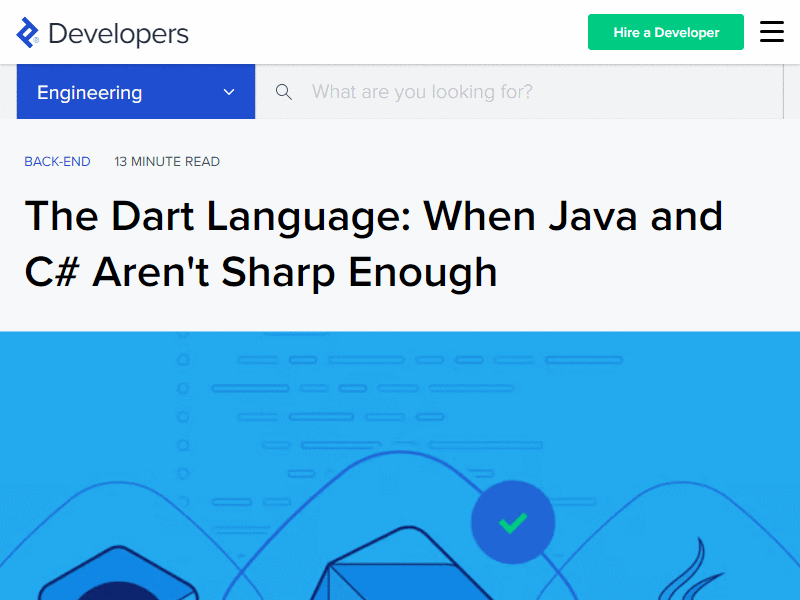 Developers
Hire a Developer
Engineering
What are you looking for?
BACK-END 13 MINUTE READ
The Dart Language: When Java and
C# Aren't Sharp Enough